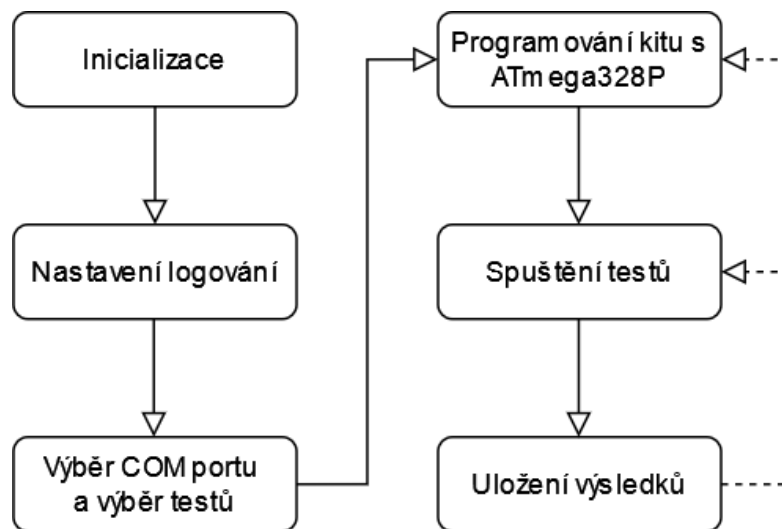 Inicializace
Nastavení logování
Výběr COM portu
a výběr testů
Programování kitu s
ATmega328P
Spuštění testů
Uložení výsledků